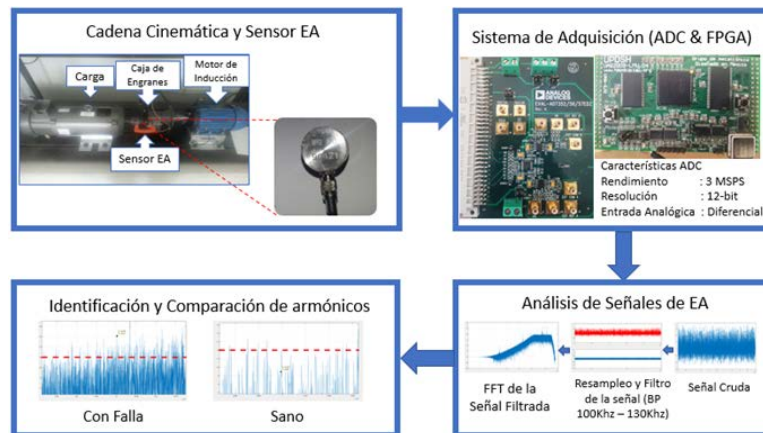 Cadena Cinemática y Sensor EA
Carga
Caja de
Engranes
Motor de
Inducción
Sensor EA
Sistema de Adquisición (ADC & FPGA)
ANALOG
DEVICES
Características ADC
Rendimiento : 3 MSPS
Resolución : 12-bit
Entrada Analógica : Diferencial
Identificación y Comparación de armónicos
Con Falla
Sano
Análisis de Señales de EA
FFT de la
Señal Filtrada
Resampleo y Filtro
de la señal (BP
100Khz – 130Khz)
Señal Cruda